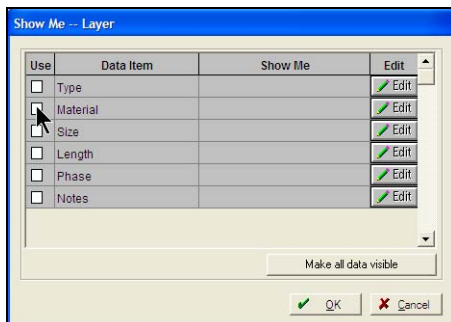 Show Me -- Layer
Use Data Item Show Me Edit
Type Edit
Material Edit
Size Edit
Length Edit
Phase Edit
Notes Edit
Make all data visible
OK Cancel